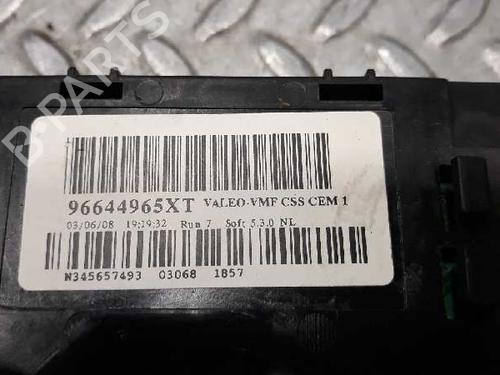 B-PARTS
96644965XT VALEO-VMF CSS CEM 1
03/06/08 19:19:32 Run 7 Soft 5.3.0 NL
N345657493 03068 1857